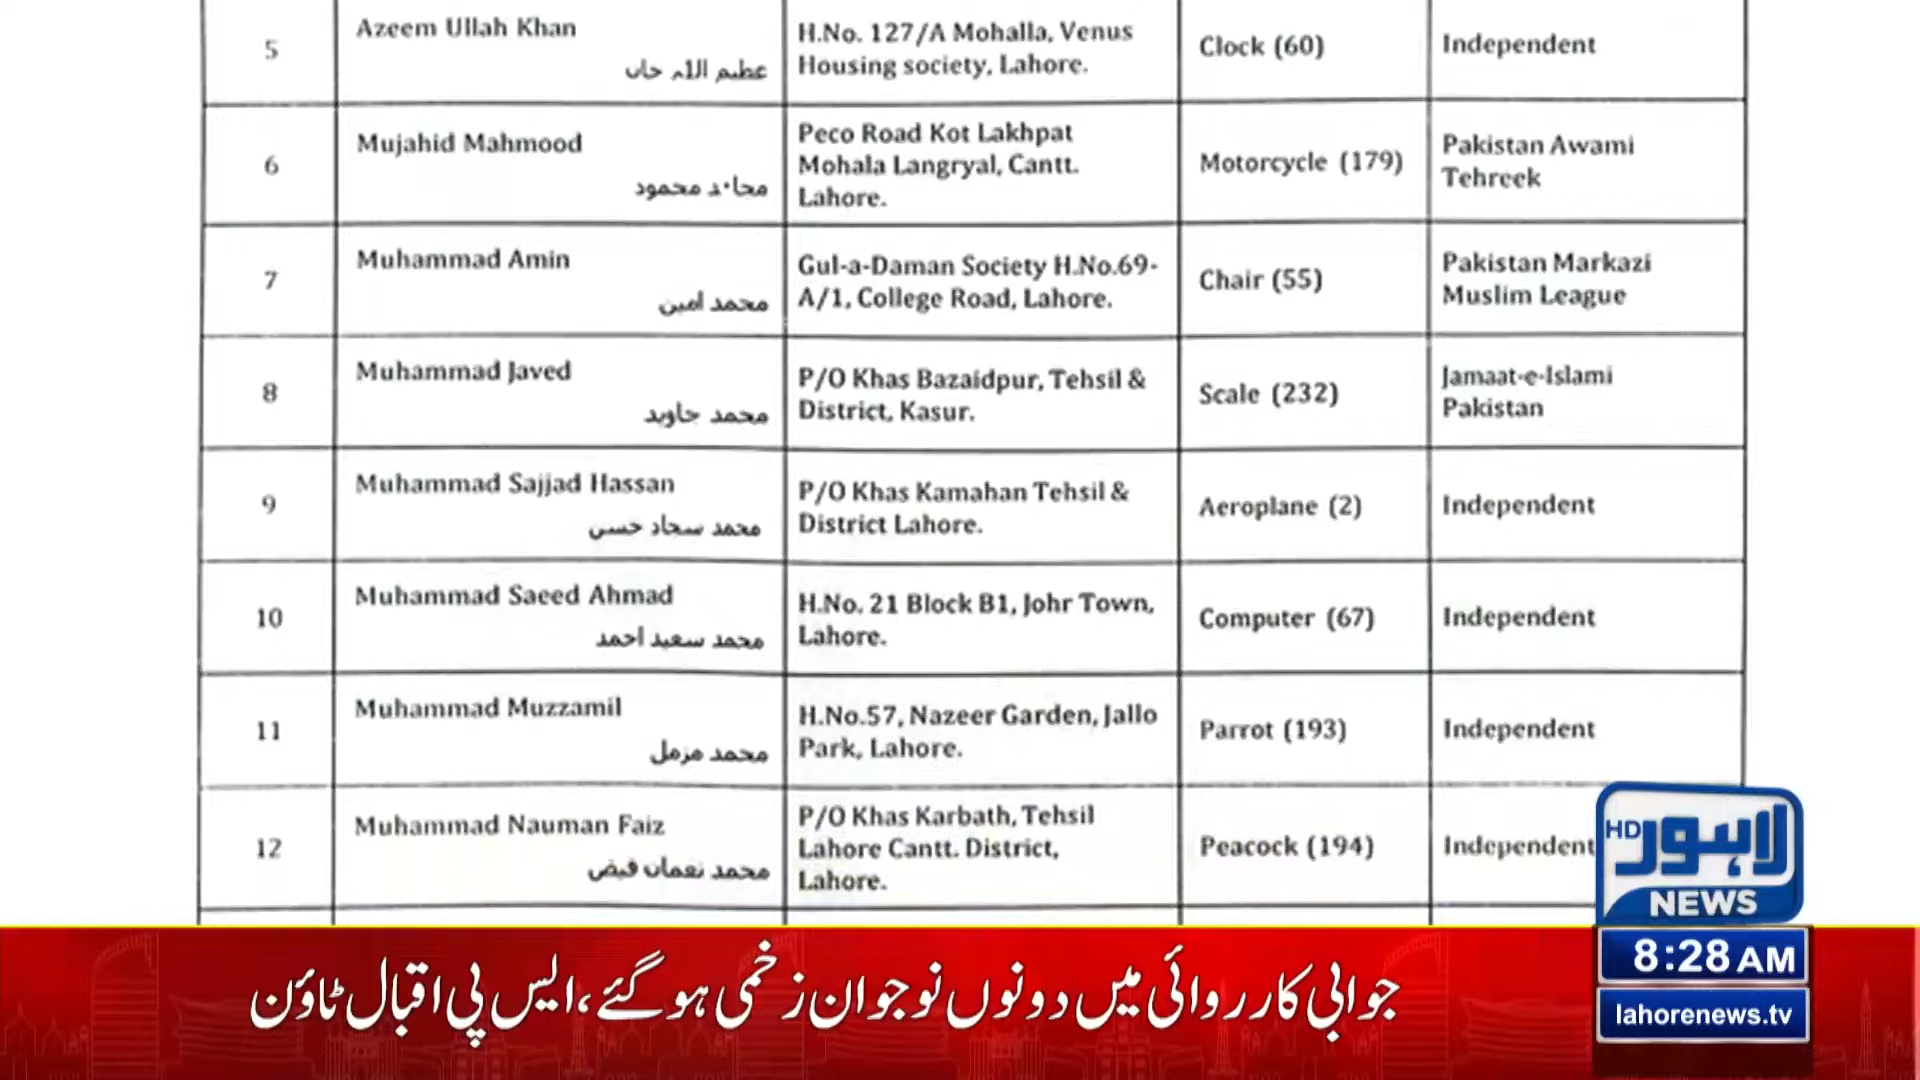 5
Azeem Ullah Khan
عظیم اللہ خان
H.No. 127/A Mohalla, Venus
Housing society, Lahore.
Clock (60)
Independent
6
Mujahid Mahmood
مجاہد محمود
Peco Road Kot Lakhpat
Mohala Langryal, Cantt.
Lahore.
Motorcycle (179)
Pakistan Awami
Tehreek
7
Muhammad Amin
محمد امین
Gul-a-Daman Society H.No.69-
A/1, College Road, Lahore.
Chair (55)
Pakistan Markazi
Muslim League
8
Muhammad Javed
محمد جاوید
P/O Khas Bazaidpur, Tehsil &
District, Kasur.
Scale (232)
Jamaat-e-Islami
Pakistan
9
Muhammad Sajjad Hassan
محمد سجاد حسن
P/O Khas Kamahan Tehsil &
District Lahore.
Aeroplane (2)
Independent
10
Muhammad Saeed Ahmad
محمد سعید احمد
H.No. 21 Block B1, Johr Town,
Lahore.
Computer (67)
Independent
11
Muhammad Muzzamil
محمد مزمل
H.No.57, Nazeer Garden, Jallo
Park, Lahore.
Parrot (193)
Independent
12
Muhammad Nauman Faiz
محمد نعمان فیض
P/O Khas Karbath, Tehsil
Lahore Cantt. District,
Lahore.
Peacock (194)
Independent
HD لاہور
NEWS
8:28 AM
lahorenews.tv
جوابی کارروائی میں دونوں نوجوان زخمی ہوگئے، ایس پی اقبال ٹاؤن